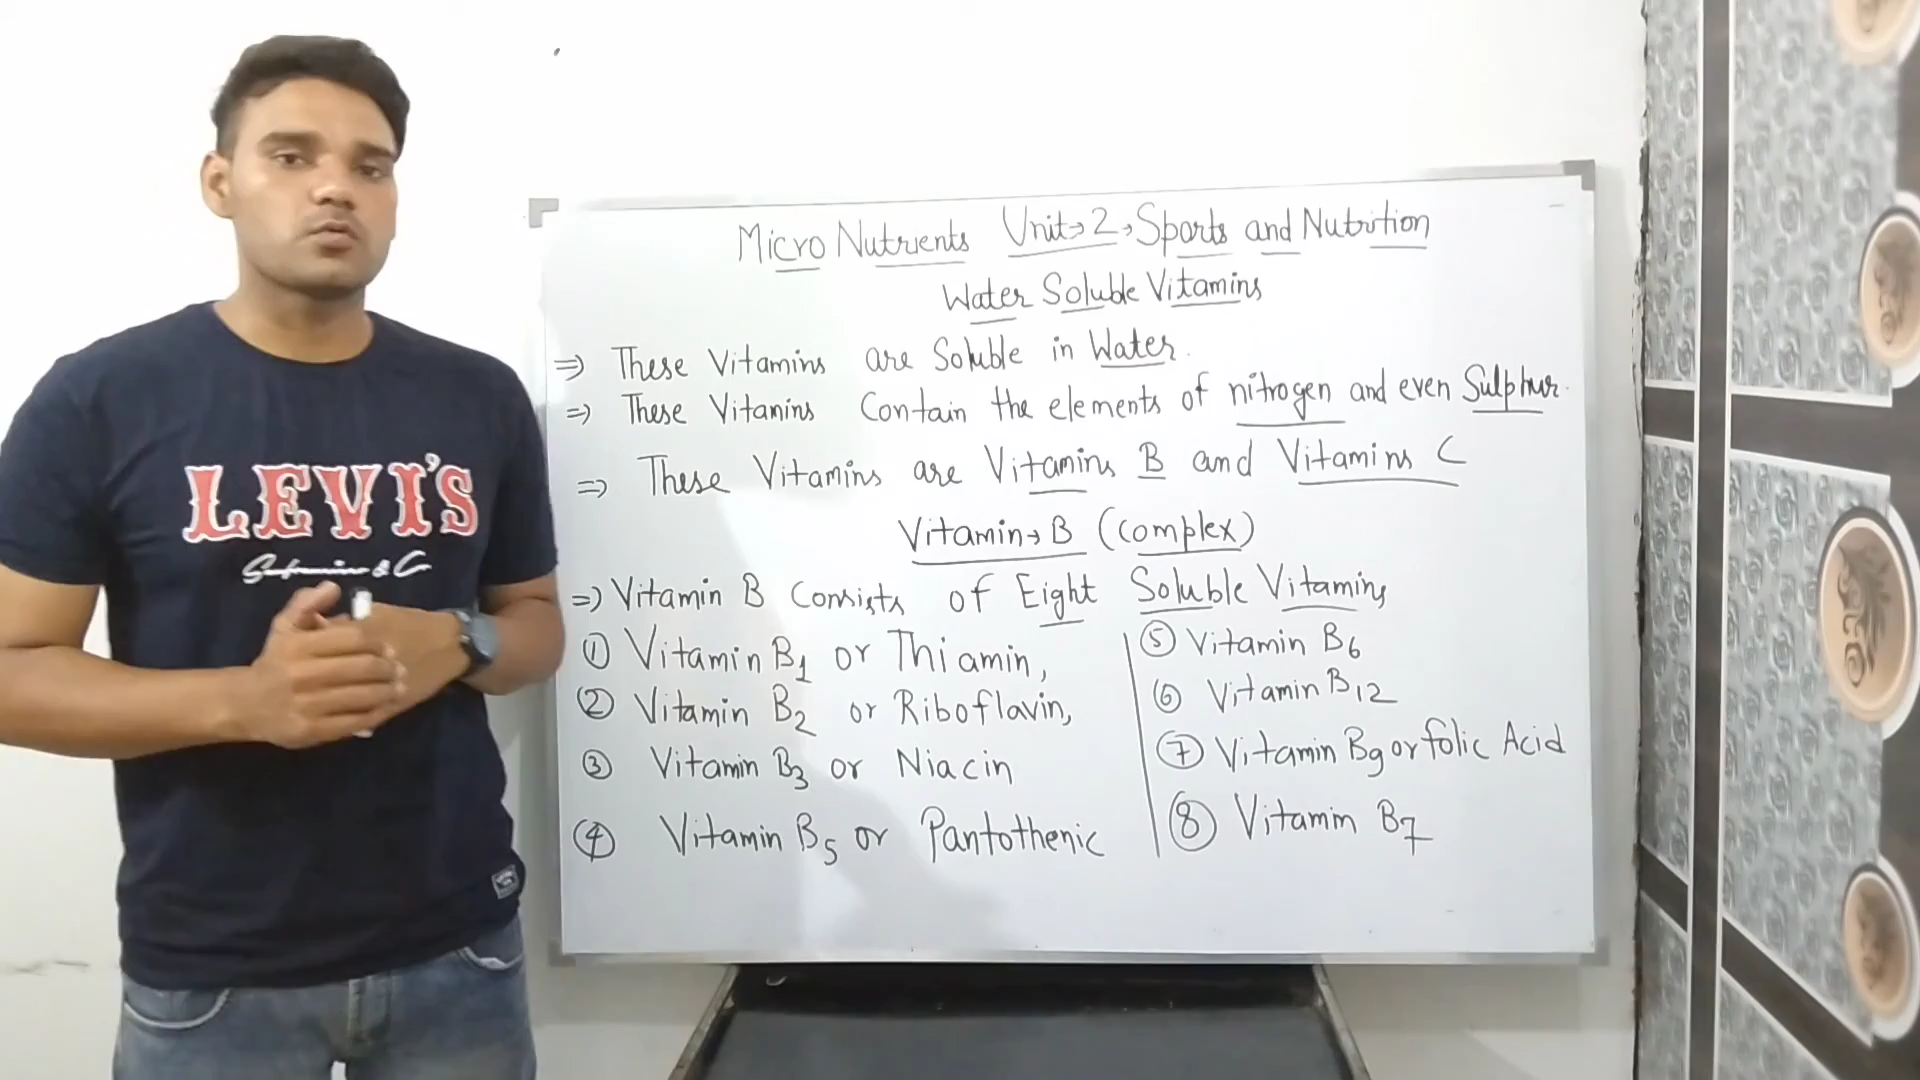 LEVI'S
& Co
Micro Nutrients Unit→2, Sports and Nutrition
Water Soluble Vitamins
⇒ These Vitamins are Soluble in Water.
⇒ These Vitamins Contain the elements of nitrogen and even Sulphur.
⇒ These Vitamins are Vitamins B and Vitamins C
Vitamin→B (complex)
⇒ Vitamin B Consists of Eight Soluble Vitamins
① Vitamin B1 or Thiamin,
② Vitamin B2 or Riboflavin,
③ Vitamin B3 or Niacin
④ Vitamin B5 or Pantothenic
⑤ Vitamin B6
⑥ Vitamin B12
⑦ Vitamin B9 or folic Acid
⑧ Vitamin B7